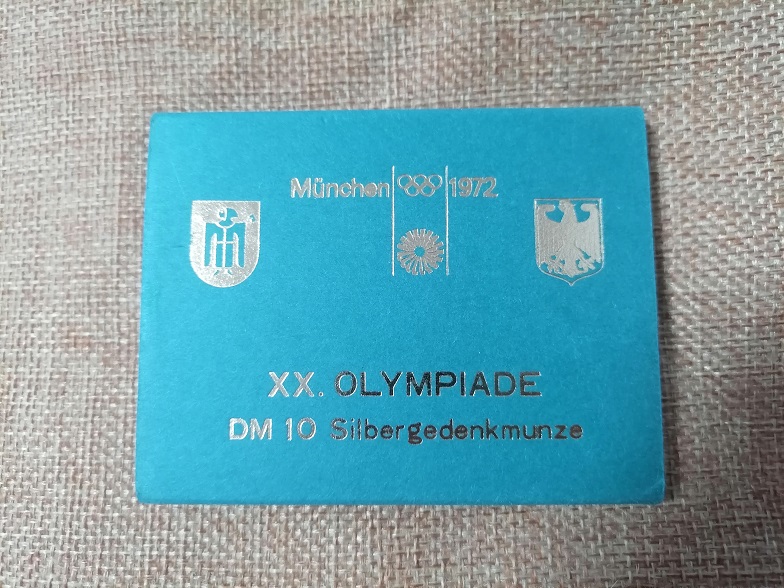 München 1972
XX. OLYMPIADE
DM 10 Silbergedenkmunze